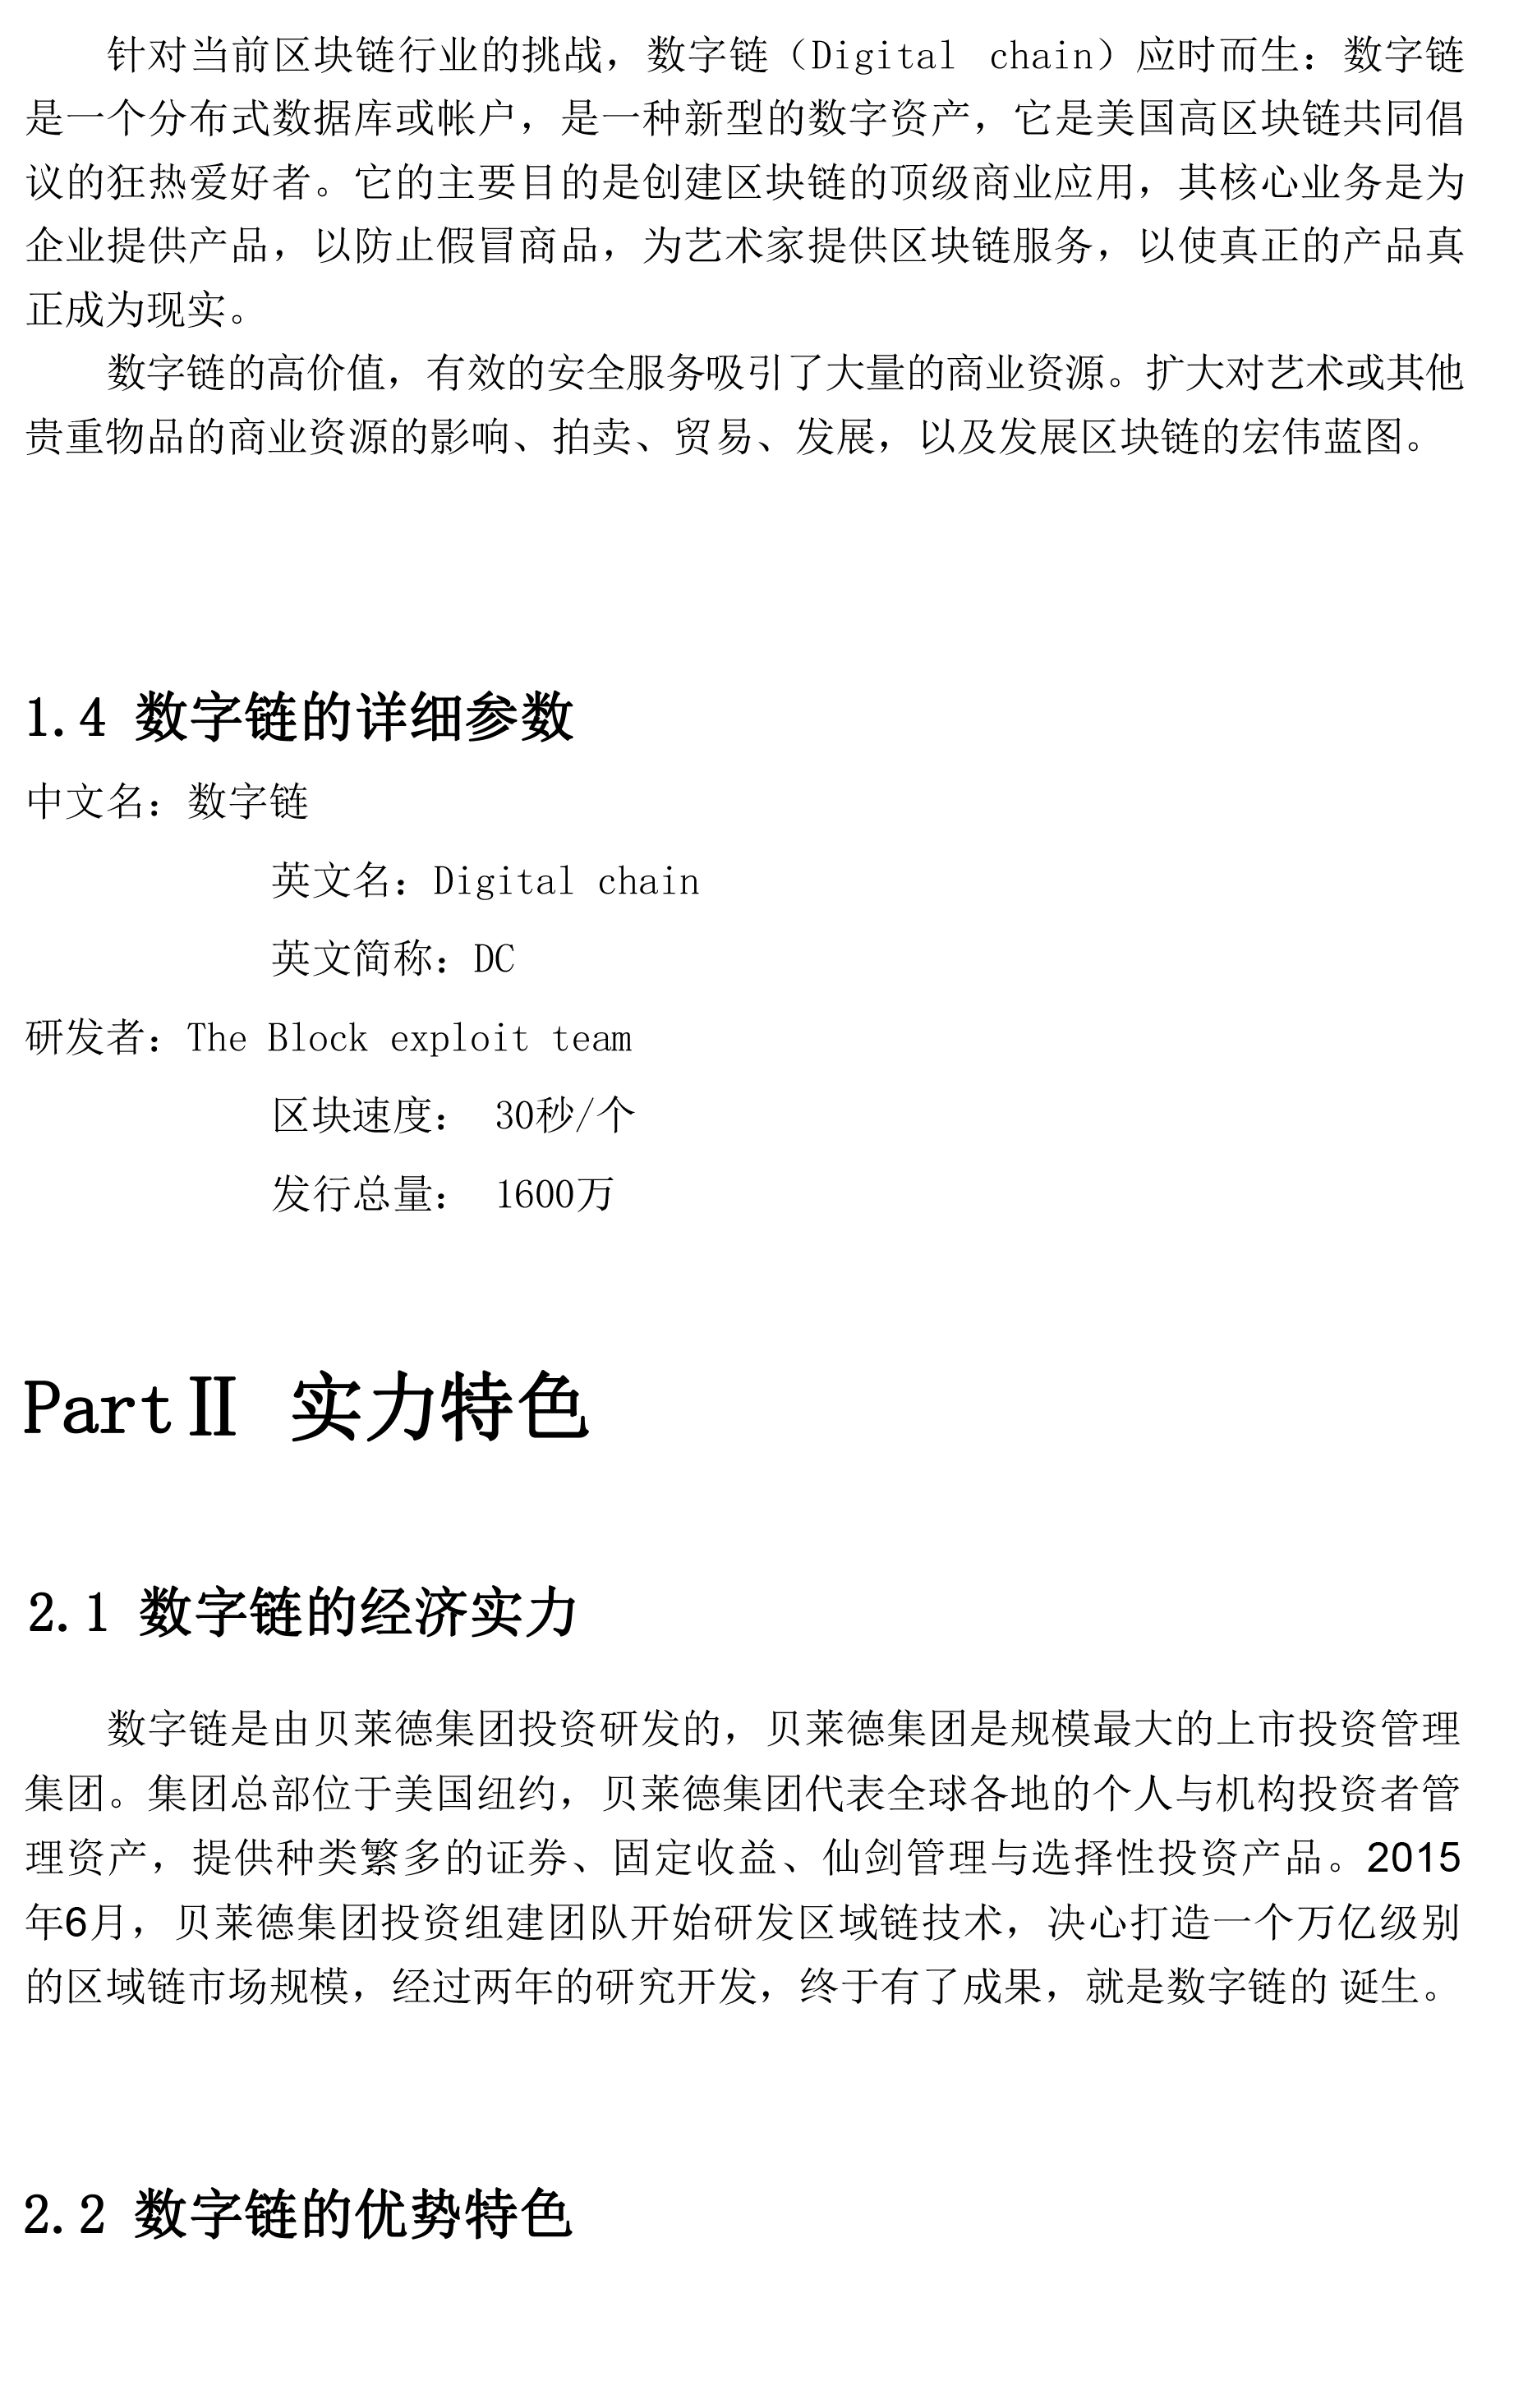 针对当前区块链行业的挑战，数字链（Digital chain）应时而生：数字链
是一个分布式数据库或帐户，是一种新型的数字资产，它是美国高区块链共同倡
议的狂热爱好者。它的主要目的是创建区块链的顶级商业应用，其核心业务是为
企业提供产品，以防止假冒商品，为艺术家提供区块链服务，以使真正的产品真
正成为现实。
数字链的高价值，有效的安全服务吸引了大量的商业资源。扩大对艺术或其他
贵重物品的商业资源的影响、拍卖、贸易、发展，以及发展区块链的宏伟蓝图。
1.4 数字链的详细参数
中文名：数字链
英文名：Digital chain
英文简称：DC
研发者：The Block exploit team
区块速度： 30秒/个
发行总量： 1600万
PartⅡ 实力特色
2.1 数字链的经济实力
数字链是由贝莱德集团投资研发的，贝莱德集团是规模最大的上市投资管理
集团。集团总部位于美国纽约，贝莱德集团代表全球各地的个人与机构投资者管
理资产，提供种类繁多的证券、固定收益、仙剑管理与选择性投资产品。2015
年6月，贝莱德集团投资组建团队开始研发区域链技术，决心打造一个万亿级别
的区域链市场规模，经过两年的研究开发，终于有了成果，就是数字链的 诞生。
2.2 数字链的优势特色